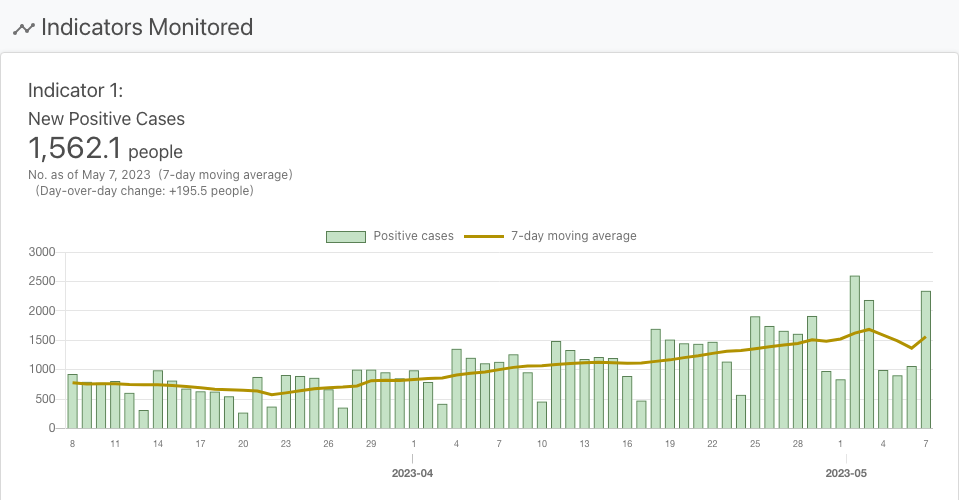 Indicators Monitored
Indicator 1:
New Positive Cases
1,562.1 people
No. as of May 7, 2023 (7-day moving average)
(Day-over-day change: +195.5 people)
Positive cases 7-day moving average
3000
2500
2000
1500
1000
500
0
8 11 14 17 20 23 26 29 1 4 7 10 13 16 19 22 25 28 1 4 7
2023-04 2023-05